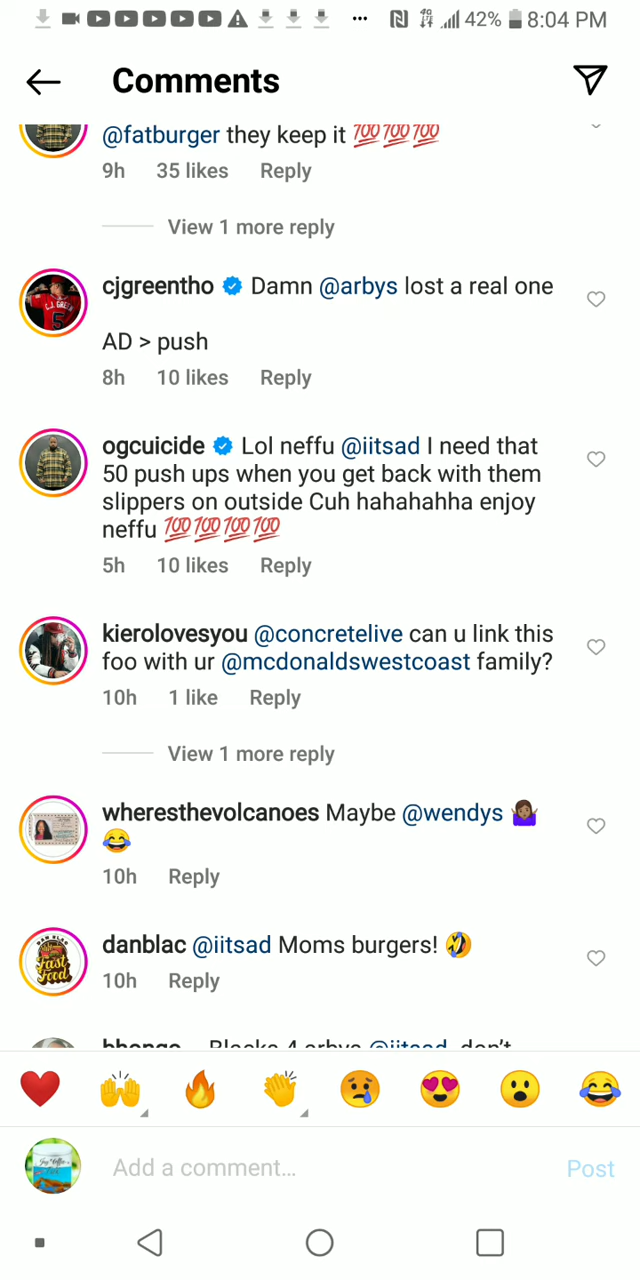 42% 8:04 PM
Comments
@fatburger they keep it 💯💯💯
9h 35 likes Reply
View 1 more reply
cjgreentho Damn @arbys lost a real one
AD > push
8h 10 likes Reply
ogcuicide Lol neffu @iitsad I need that
50 push ups when you get back with them
slippers on outside Cuh hahahahha enjoy
neffu 💯💯💯💯
5h 10 likes Reply
kierolovesyou @concretelive can u link this
foo with ur @mcdonaldswestcoast family?
10h 1 like Reply
View 1 more reply
wheresthevolcanoes Maybe @wendys 🤷🏾‍♀️
😂
10h Reply
danblac @iitsad Moms burgers! 🤣
10h Reply
Add a comment... Post